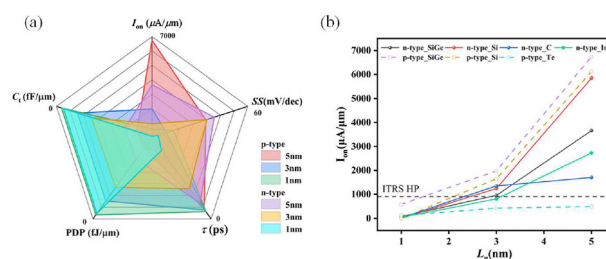 (a)
I_on (μA/μm)
7000
C_t (fF/μm)
0
SS(mV/dec)
60
PDP (fJ/μm)
0
τ (ps)
0
p-type
5nm
3nm
1nm
n-type
5nm
3nm
1nm
(b)
n-type_SiGe n-type_Si n-type_C n-type_In
p-type_SiGe p-type_Si p-type_Te
I_on(μA/μm)
7000
6000
5000
4000
3000
2000
1000
0
ITRS HP
1 2 3 4 5
L_g(nm)